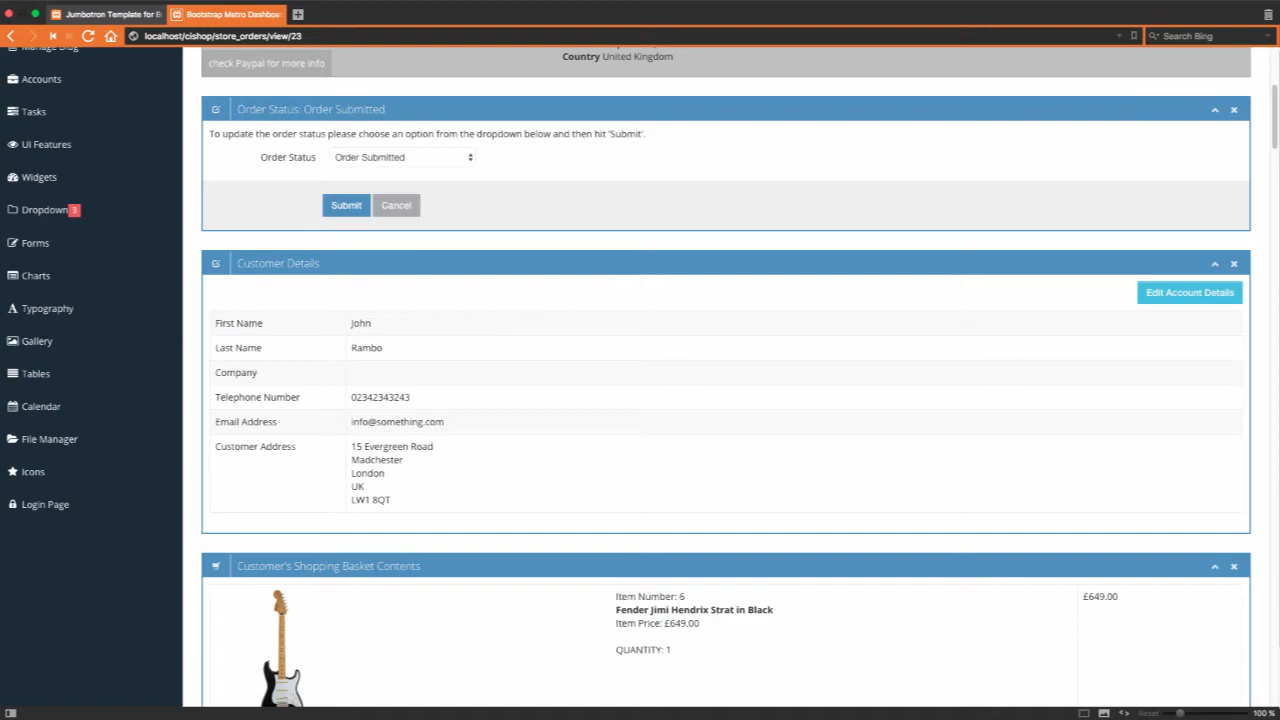 Jumbotron Template for B
Bootstrap Metro Dashboa
localhost/cishop/store_orders/view/23
Search Bing
Manage Blog
Accounts
Tasks
UI Features
Widgets
Dropdown 3
Forms
Charts
Typography
Gallery
Tables
Calendar
File Manager
Icons
Login Page
check Paypal for more info
Country United Kingdom
Order Status: Order Submitted
To update the order status please choose an option from the dropdown below and then hit 'Submit'.
Order Status Order Submitted
Submit Cancel
Customer Details
Edit Account Details
First Name John
Last Name Rambo
Company
Telephone Number 02342343243
Email Address info@something.com
Customer Address 15 Evergreen Road
Madchester
London
UK
LW1 8QT
Customer's Shopping Basket Contents
Item Number: 6 £649.00
Fender Jimi Hendrix Strat in Black
Item Price: £649.00
QUANTITY: 1
Reset 100 %